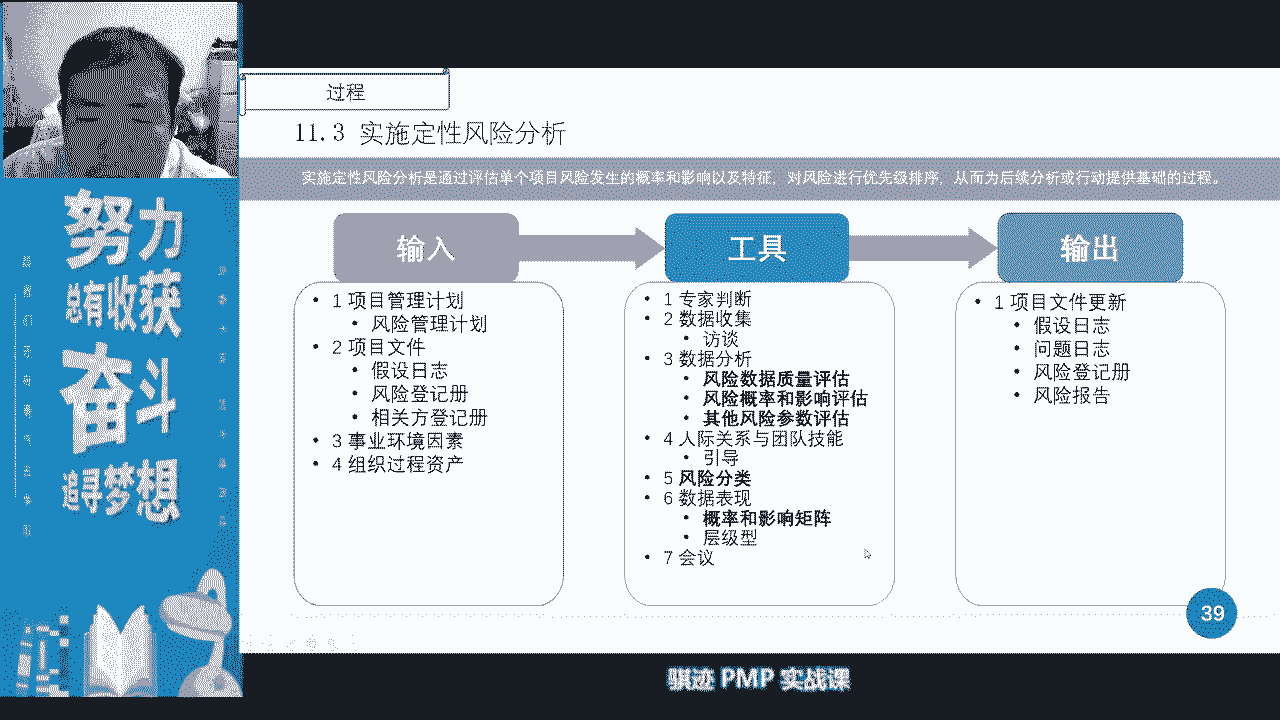 过程
11.3 实施定性风险分析
实施定性风险分析是通过评估单个项目风险发生的概率和影响以及特征，对风险进行优先级排序，从而为后续分析或行动提供基础的过程。
输入
• 1 项目管理计划
• 风险管理计划
• 2 项目文件
• 假设日志
• 风险登记册
• 相关方登记册
• 3 事业环境因素
• 4 组织过程资产
工具
• 1 专家判断
• 2 数据收集
• 访谈
• 3 数据分析
• 风险数据质量评估
• 风险概率和影响评估
• 其他风险参数评估
• 4 人际关系与团队技能
• 引导
• 5 风险分类
• 6 数据表现
• 概率和影响矩阵
• 层级型
• 7 会议
输出
• 1 项目文件更新
• 假设日志
• 问题日志
• 风险登记册
• 风险报告
39
努力
总有收获
奋斗
追寻梦想
骐迹 PMP 实战课